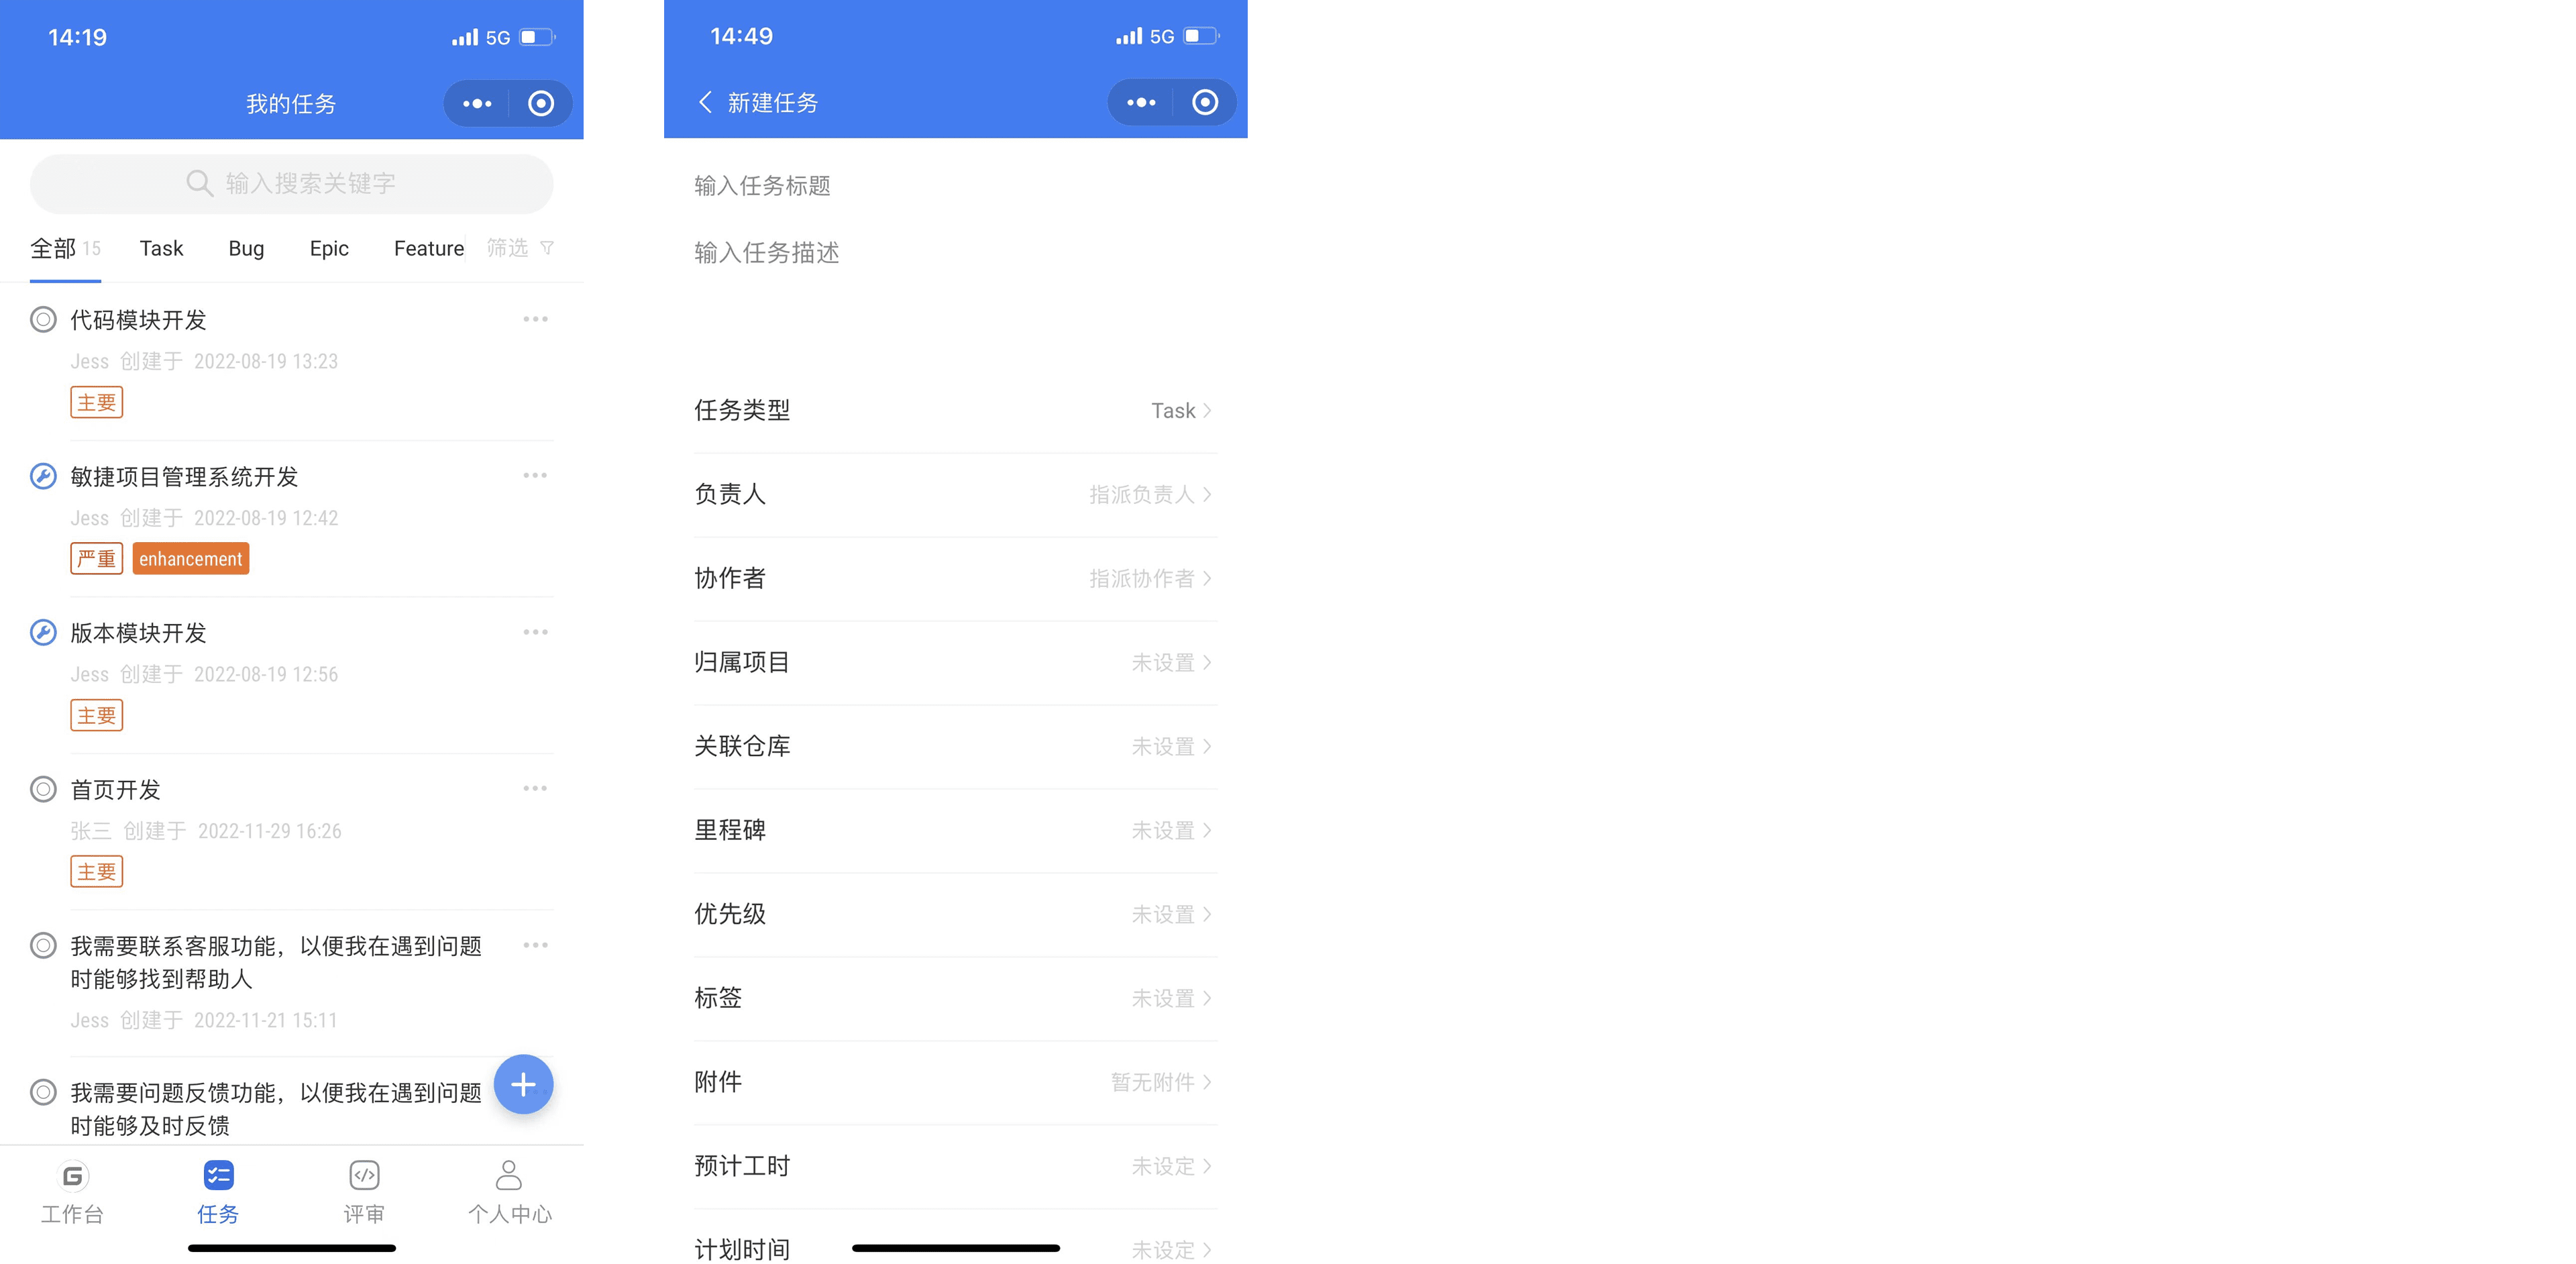 14:19
5G
我的任务
输入搜索关键字
全部 15 Task Bug Epic Feature 筛选
代码模块开发
Jess 创建于 2022-08-19 13:23
主要
敏捷项目管理系统开发
Jess 创建于 2022-08-19 12:42
严重 enhancement
版本模块开发
Jess 创建于 2022-08-19 12:56
主要
首页开发
张三 创建于 2022-11-29 16:26
主要
我需要联系客服功能，以便我在遇到问题
时能够找到帮助人
Jess 创建于 2022-11-21 15:11
我需要问题反馈功能，以便我在遇到问题
时能够及时反馈
工作台 任务 评审 个人中心
14:49
5G
新建任务
输入任务标题
输入任务描述
任务类型 Task
负责人 指派负责人
协作者 指派协作者
归属项目 未设置
关联仓库 未设置
里程碑 未设置
优先级 未设置
标签 未设置
附件 暂无附件
预计工时 未设定
计划时间 未设定